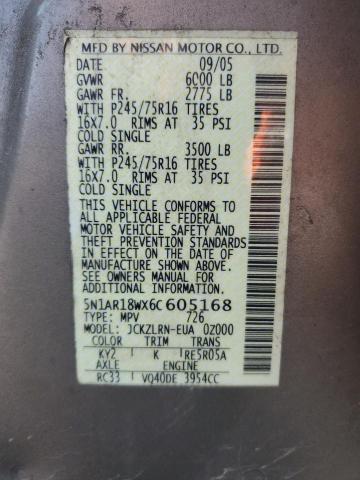 MFD BY NISSAN MOTOR CO., LTD.
DATE 09/05
GVWR 6000 LB
GAWR FR. 2775 LB
WITH P245/75R16 TIRES
16X7.0 RIMS AT 35 PSI
COLD SINGLE
GAWR RR. 3500 LB
WITH P245/75R16 TIRES
16X7.0 RIMS AT 35 PSI
COLD SINGLE
THIS VEHICLE CONFORMS TO
ALL APPLICABLE FEDERAL
MOTOR VEHICLE SAFETY AND
THEFT PREVENTION STANDARDS
IN EFFECT ON THE DATE OF
MANUFACTURE SHOWN ABOVE.
SEE OWNERS MANUAL FOR
ADDITIONAL INFORMATION.
5N1AR18WX6C605168
TYPE: MPV 726
MODEL: JCKZLRN-EUA 0Z000
COLOR TRIM TRANS
KY2 K RE5R05A
AXLE ENGINE
RC33 VQ40DE 3954CC